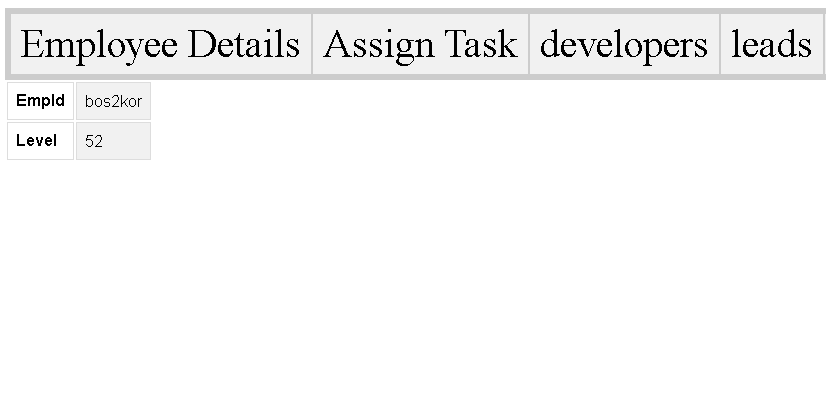 Employee Details Assign Task developers leads
EmpId bos2kor
Level 52